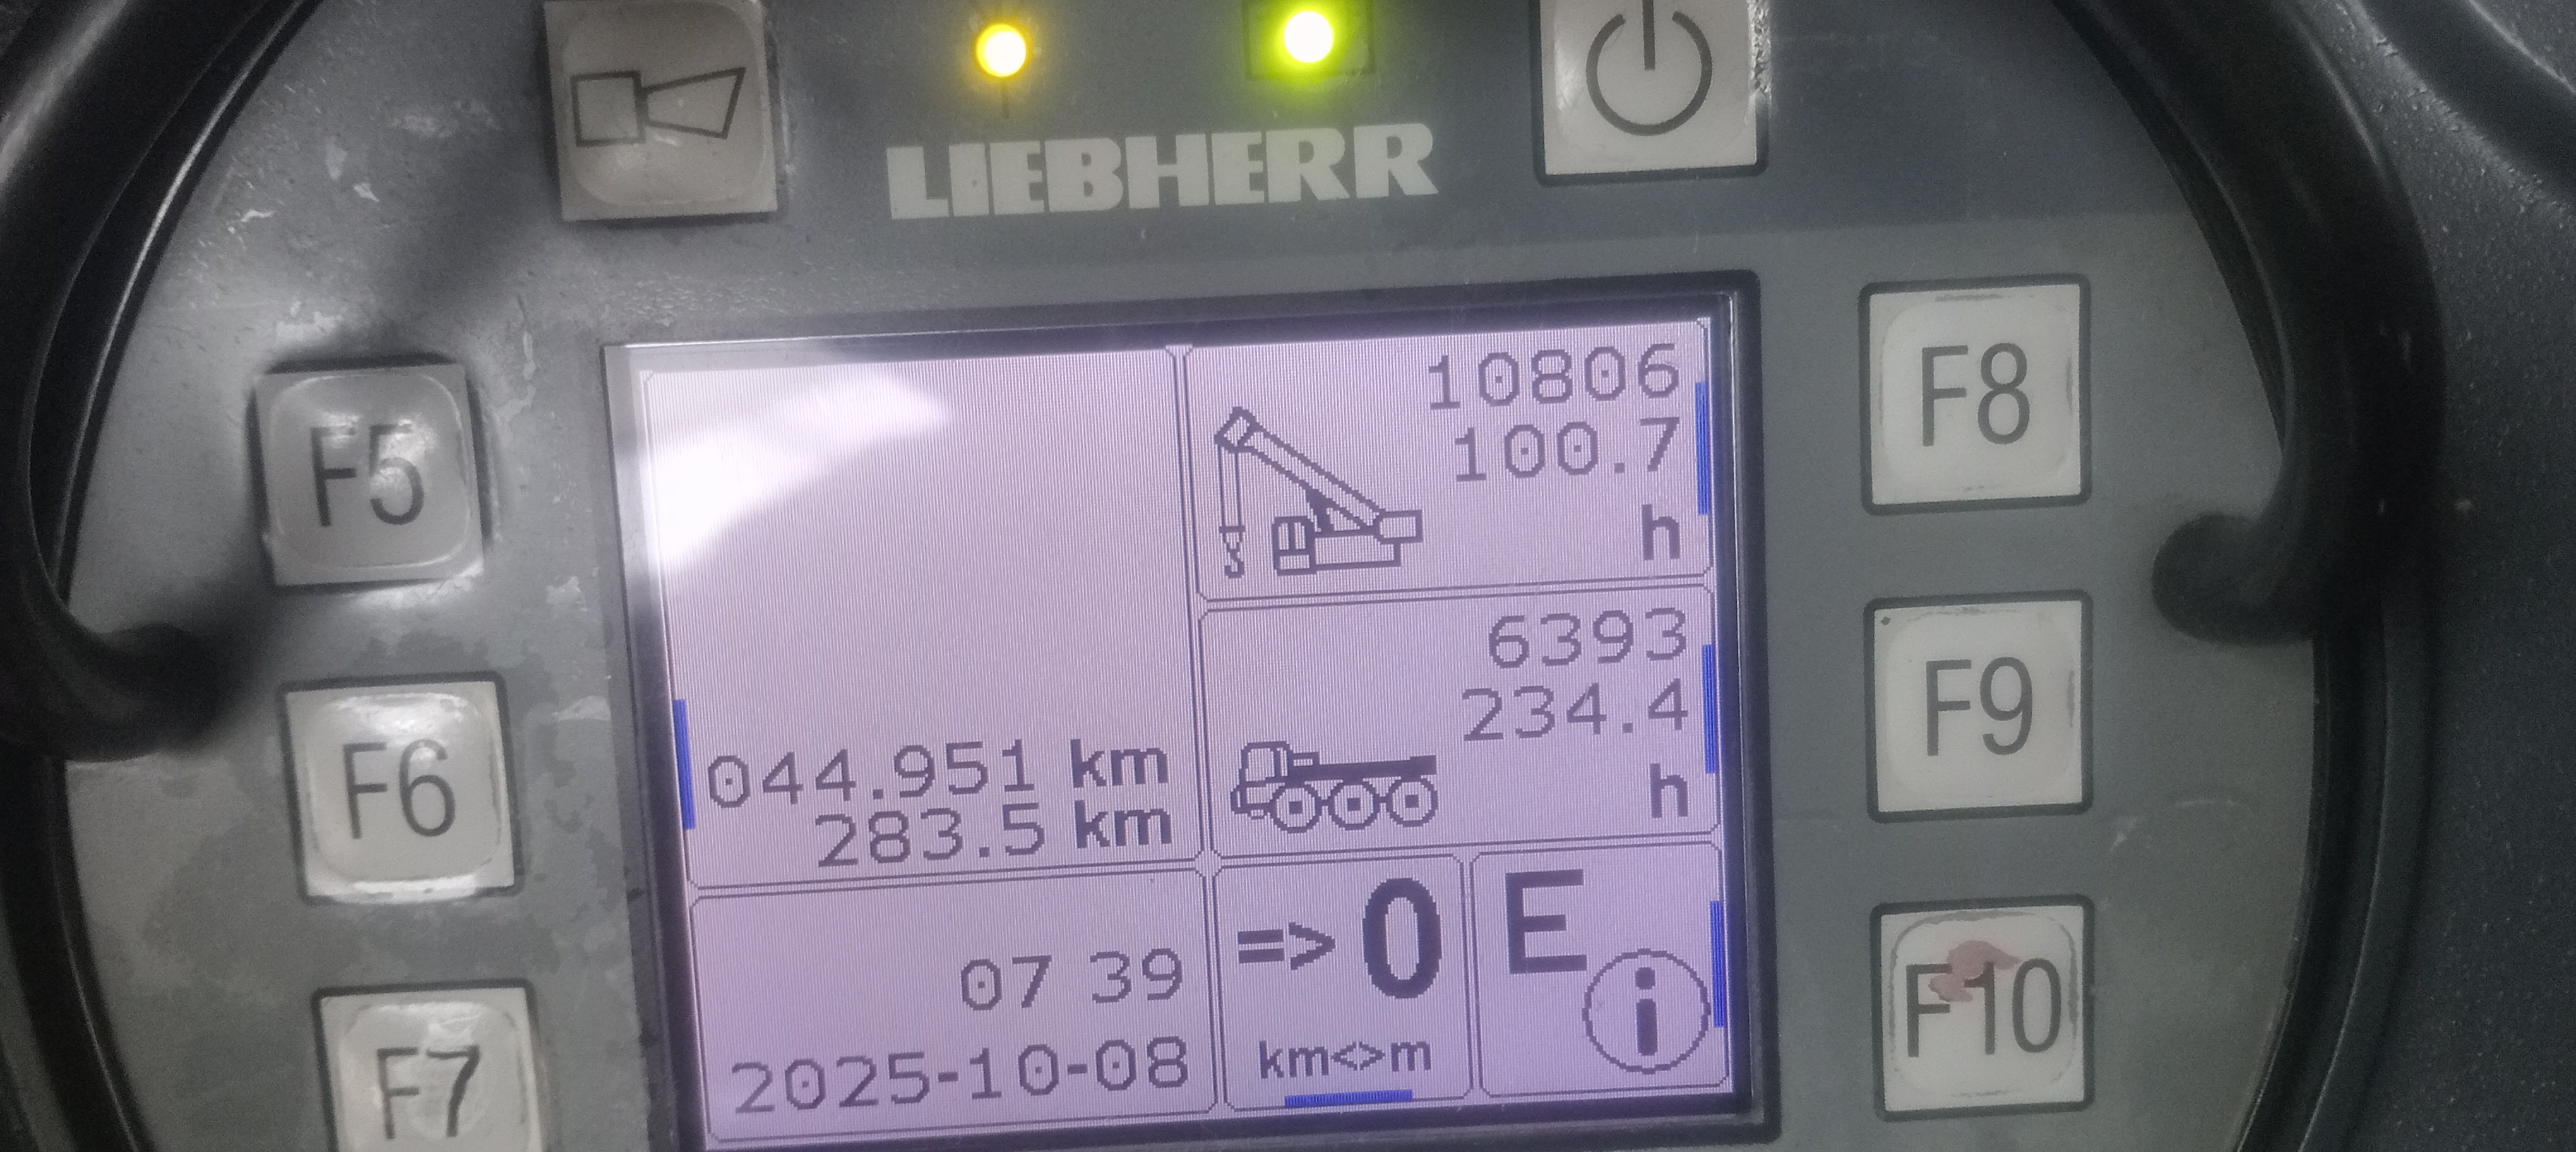 LIEBHERR
F5
F6
F7
F8
F9
F10
10806
100.7
h
6393
234.4
h
044.951 km
283.5 km
07 39
2025-10-08
=> 0
km<>m
E
i